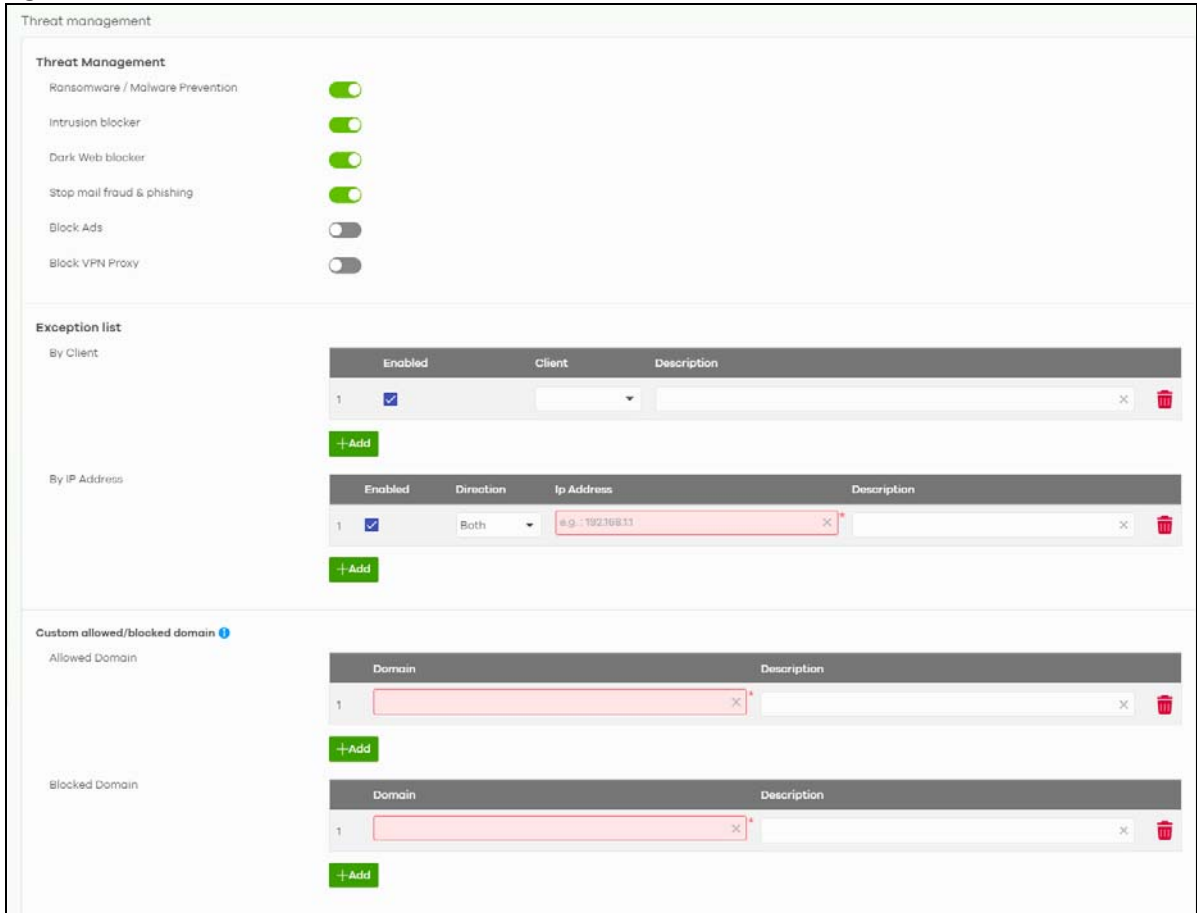 Threat management
Threat Management
Ransomware / Malware Prevention
Intrusion blocker
Dark Web blocker
Stop mail fraud & phishing
Block Ads
Block VPN Proxy
Exception list
By Client
Enabled Client Description
1
+Add
By IP Address
Enabled Direction Ip Address Description
1 Both e.g. : 192.168.1.1 *
+Add
Custom allowed/blocked domain
Allowed Domain
Domain Description
1 *
+Add
Blocked Domain
Domain Description
1 *
+Add